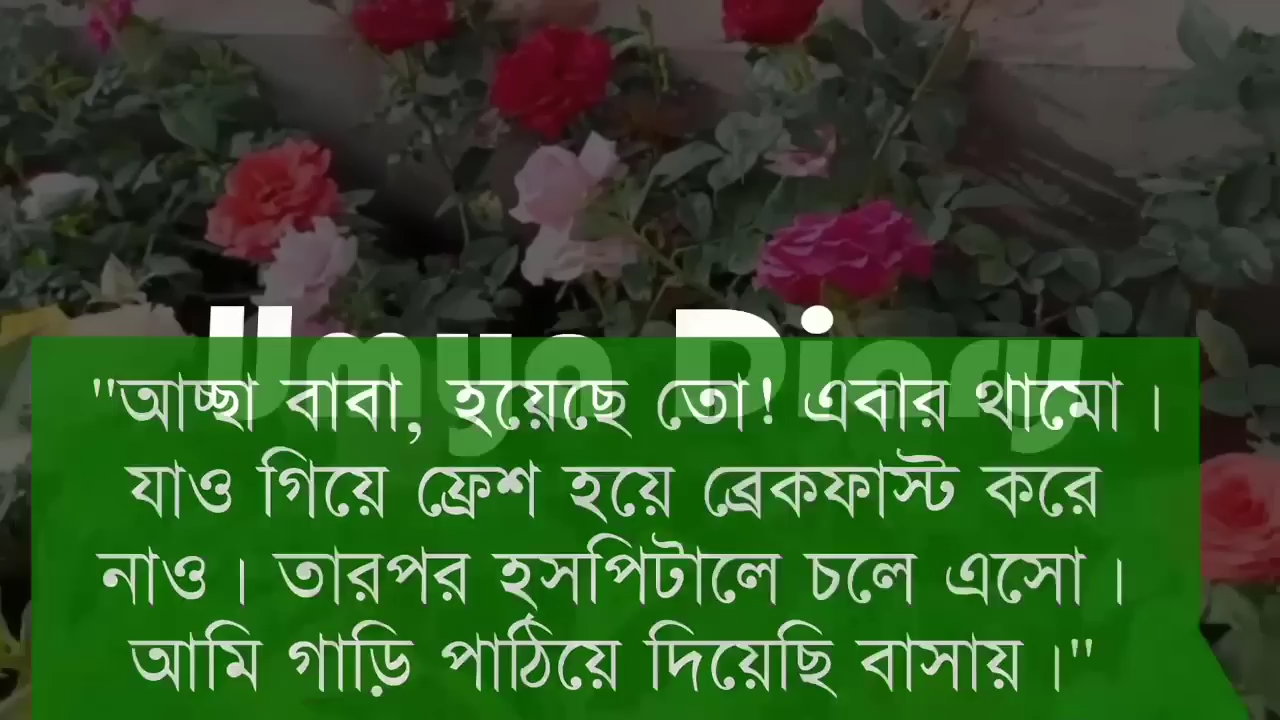 Umya Diary
"আচ্ছা বাবা, হয়েছে তো! এবার থামো।
যাও গিয়ে ফ্রেশ হয়ে ব্রেকফাস্ট করে
নাও। তারপর হসপিটালে চলে এসো।
আমি গাড়ি পাঠিয়ে দিয়েছি বাসায়।"